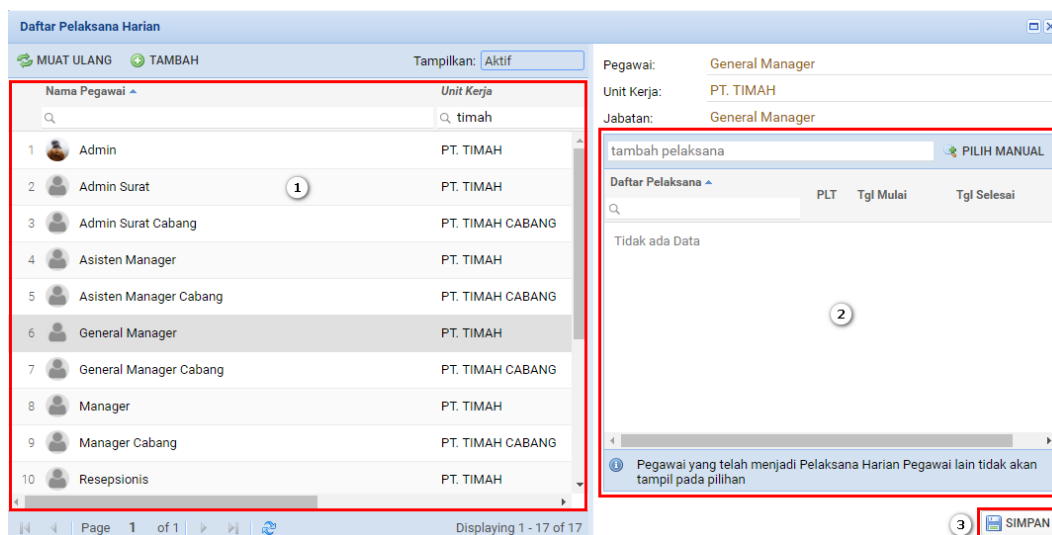 Daftar Pelaksana Harian
MUAT ULANG TAMBAH Tampilkan: Aktif
Nama Pegawai Unit Kerja
timah
1 Admin PT. TIMAH
2 Admin Surat PT. TIMAH
1
3 Admin Surat Cabang PT. TIMAH CABANG
4 Asisten Manager PT. TIMAH
5 Asisten Manager Cabang PT. TIMAH CABANG
6 General Manager PT. TIMAH
7 General Manager Cabang PT. TIMAH CABANG
8 Manager PT. TIMAH
9 Manager Cabang PT. TIMAH CABANG
10 Resepsionis PT. TIMAH
Page 1 of 1 Displaying 1 - 17 of 17
Pegawai: General Manager
Unit Kerja: PT. TIMAH
Jabatan: General Manager
tambah pelaksana PILIH MANUAL
Daftar Pelaksana PLT Tgl Mulai Tgl Selesai
Tidak ada Data
2
Pegawai yang telah menjadi Pelaksana Harian Pegawai lain tidak akan
tampil pada pilihan
3 SIMPAN